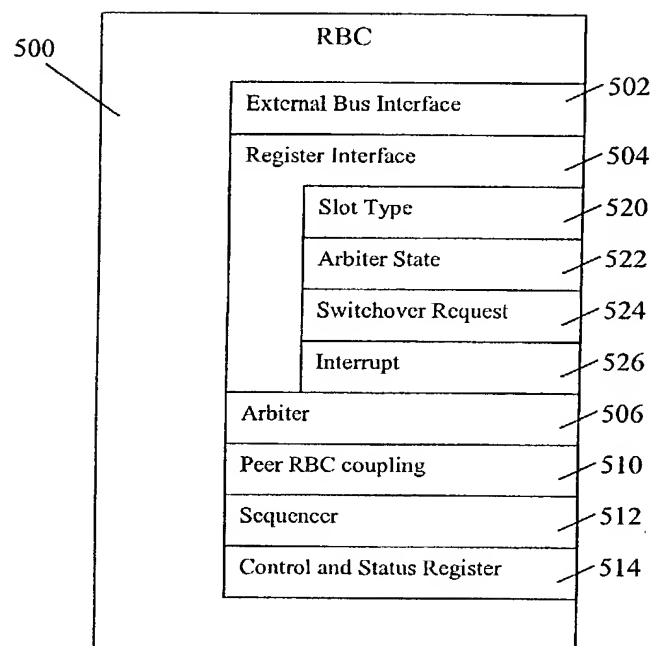 RBC
500
External Bus Interface 502
Register Interface 504
Slot Type 520
Arbiter State 522
Switchover Request 524
Interrupt 526
Arbiter 506
Peer RBC coupling 510
Sequencer 512
Control and Status Register 514